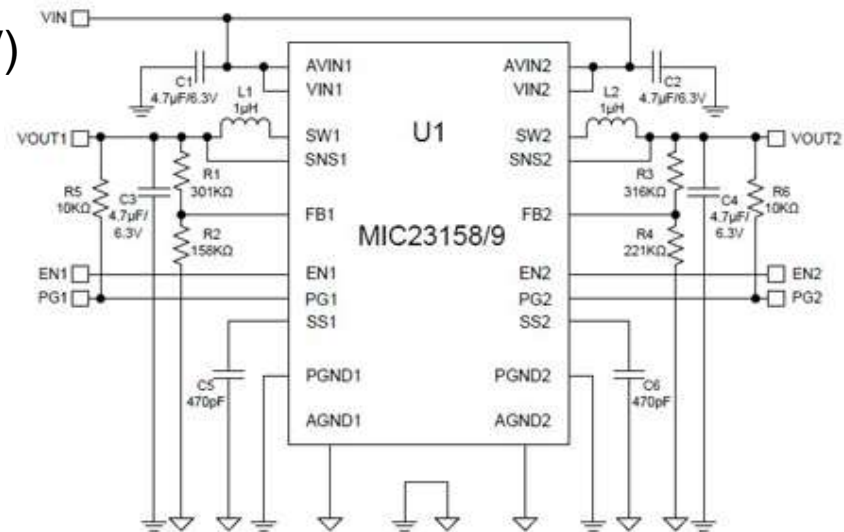 VIN
)
C1
4.7µF/6.3V
L1
1µH
VOUT1
R1
301KΩ
R5
10KΩ
C3
4.7µF/
6.3V
R2
158KΩ
EN1
PG1
C5
470pF
AVIN1
VIN1
SW1
SNS1
FB1
EN1
PG1
SS1
PGND1
AGND1
U1
MIC23158/9
AVIN2
VIN2
SW2
SNS2
FB2
EN2
PG2
SS2
PGND2
AGND2
C2
4.7µF/6.3V
L2
1µH
VOUT2
R3
316KΩ
C4
4.7µF/
6.3V
R6
10KΩ
R4
221KΩ
EN2
PG2
C6
470pF